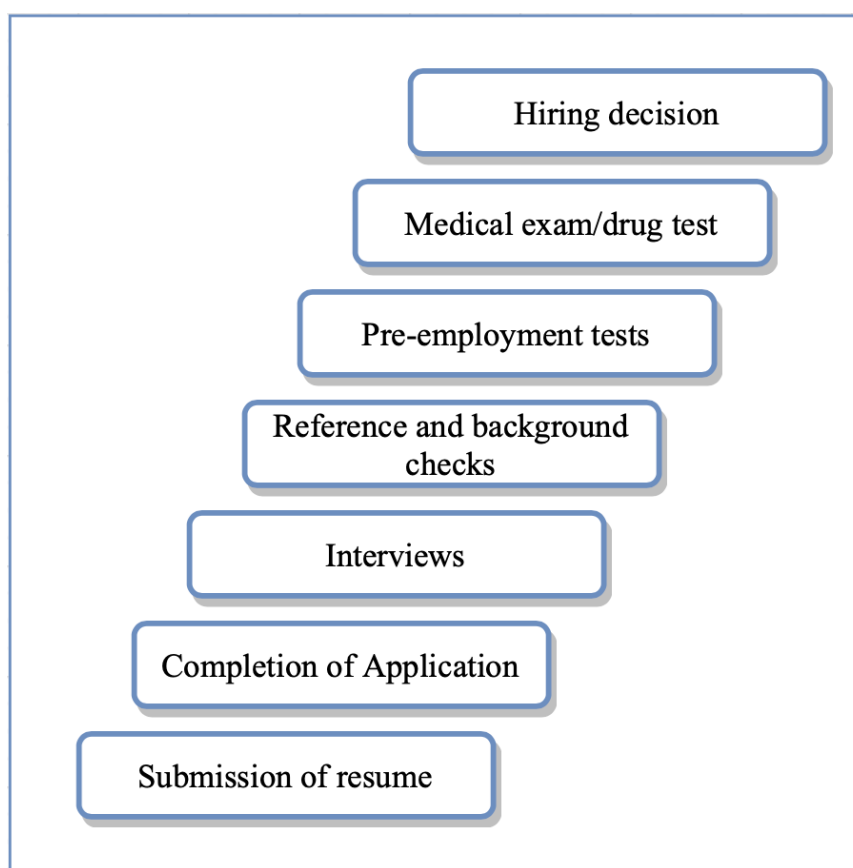 Hiring decision
Medical exam/drug test
Pre-employment tests
Reference and background
checks
Interviews
Completion of Application
Submission of resume